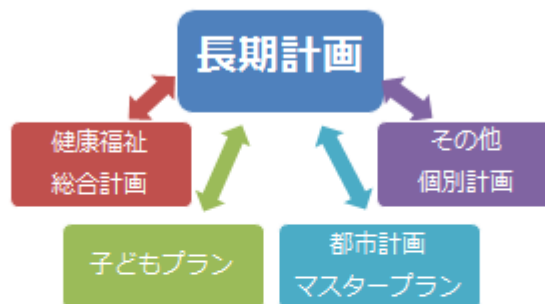 長期計画
健康福祉
総合計画
その他
個別計画
子どもプラン
都市計画
マスタープラン